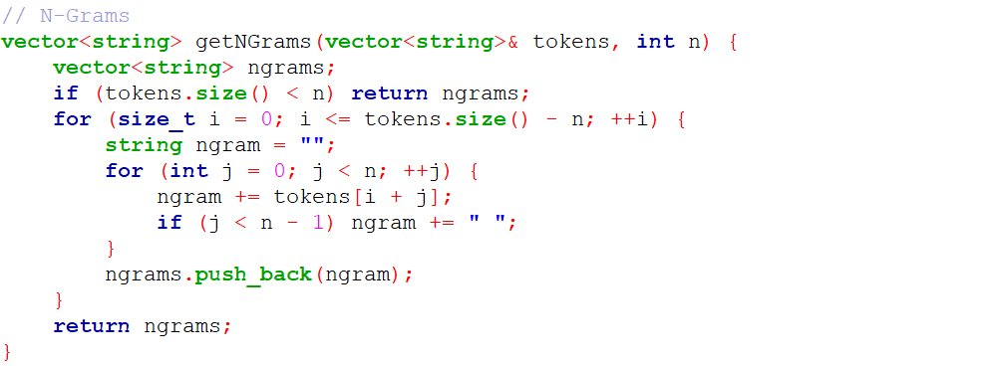 // N-Grams
vector<string> getNGrams(vector<string>& tokens, int n) {
    vector<string> ngrams;
    if (tokens.size() < n) return ngrams;
    for (size_t i = 0; i <= tokens.size() - n; ++i) {
        string ngram = "";
        for (int j = 0; j < n; ++j) {
            ngram += tokens[i + j];
            if (j < n - 1) ngram += " ";
        }
        ngrams.push_back(ngram);
    }
    return ngrams;
}